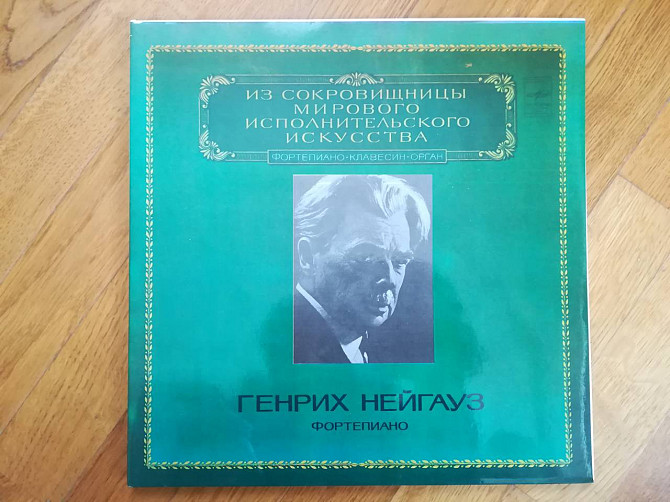 ИЗ СОКРОВИЩНИЦЫ
МИРОВОГО
ИСПОЛНИТЕЛЬСКОГО
ИСКУССТВА
ФОРТЕПИАНО•КЛАВЕСИН•ОРГАН
ГЕНРИХ НЕЙГАУЗ
ФОРТЕПИАНО